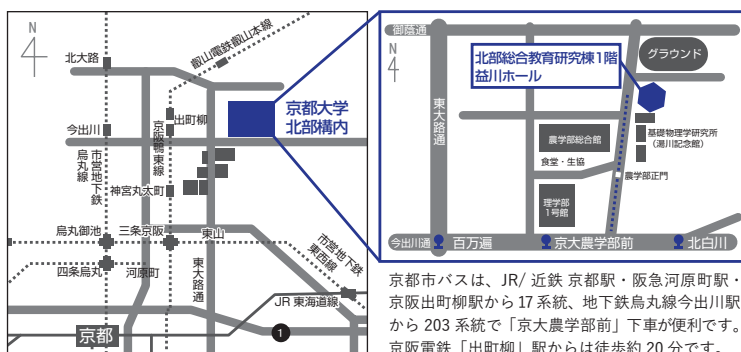 N
叡山電鉄叡山本線
北大路
出町柳
京都大学
北部構内
今出川
市営地下鉄
烏丸線
京阪鴨東線
神宮丸太町
烏丸御池
三条京阪
東山
市営地下鉄
東西線
四条烏丸
河原町
東大路通
JR 東海道線
京都
1
N
御蔭通
北部総合教育研究棟1階
益川ホール
グラウンド
東大路通
農学部総合館
基礎物理学研究所
(湯川記念館)
食堂・生協
農学部正門
理学部
1号館
今出川通
百万遍
京大農学部前
北白川
京都市バスは、JR/ 近鉄 京都駅・阪急河原町駅・
京阪出町柳駅から 17 系統、地下鉄烏丸線今出川駅
から 203 系統で「京大農学部前」下車が便利です。
京阪電鉄「出町柳」駅からは徒歩約 20 分です。